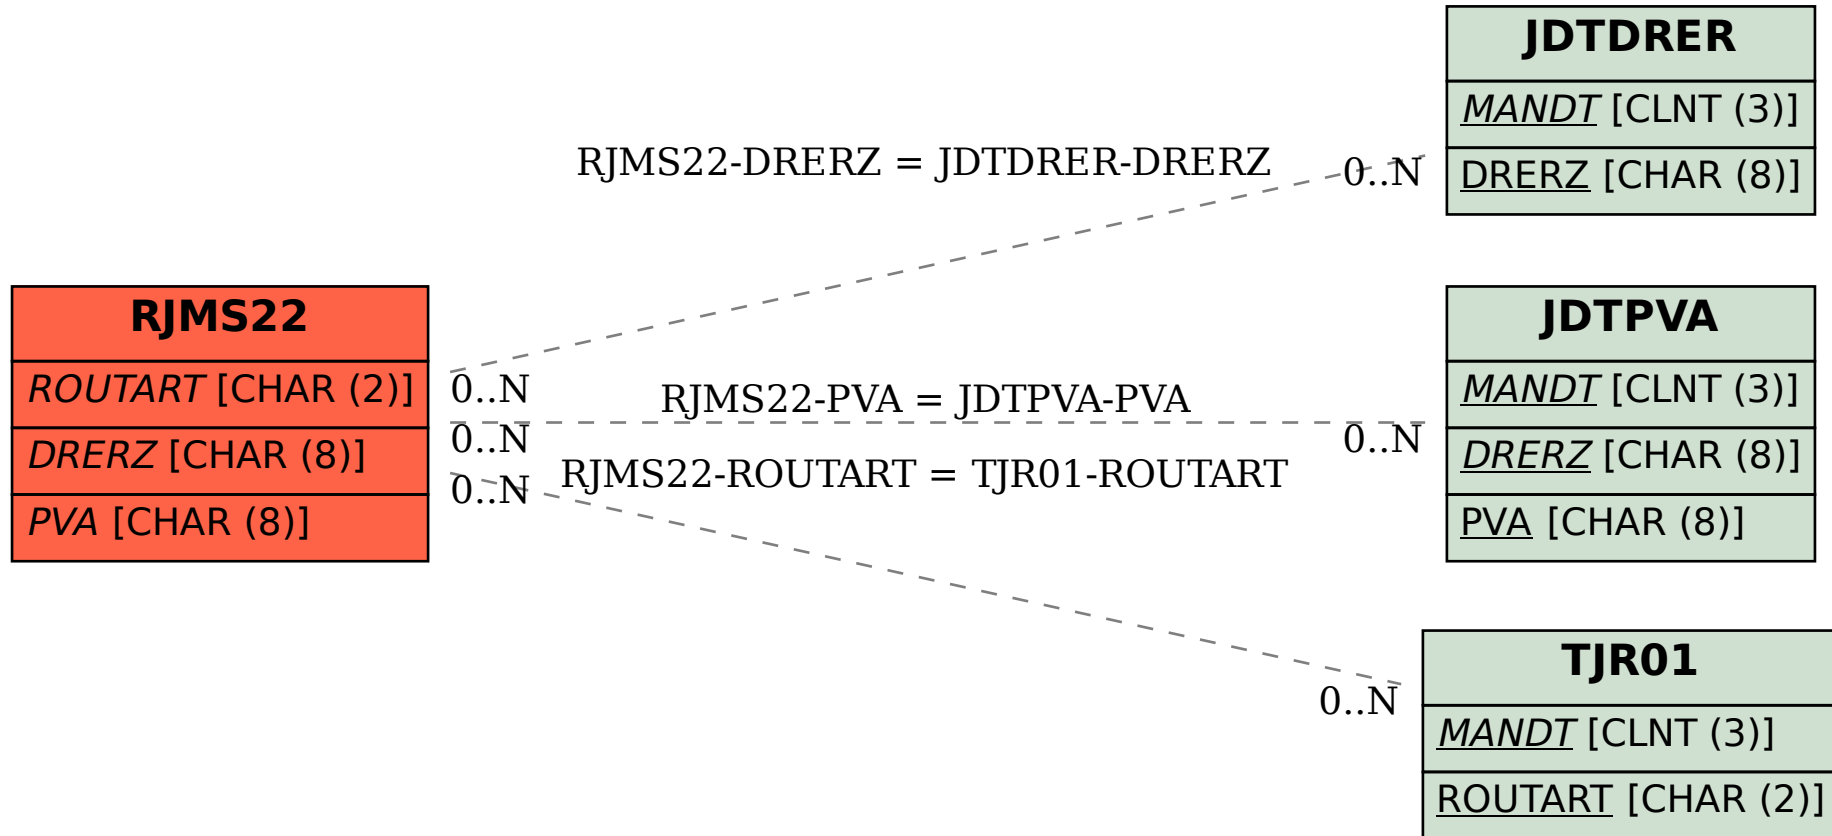 JDTDRER
MANDT [CLNT (3)]
DRERZ [CHAR (8)]
RJMS22-DRERZ = JDTDRER-DRERZ
0..N
RJMS22
ROUTART [CHAR (2)]
DRERZ [CHAR (8)]
PVA [CHAR (8)]
0..N
RJMS22-PVA = JDTPVA-PVA
0..N
0..N
RJMS22-ROUTART = TJR01-ROUTART
0..N
JDTPVA
MANDT [CLNT (3)]
DRERZ [CHAR (8)]
PVA [CHAR (8)]
0..N
TJR01
MANDT [CLNT (3)]
ROUTART [CHAR (2)]